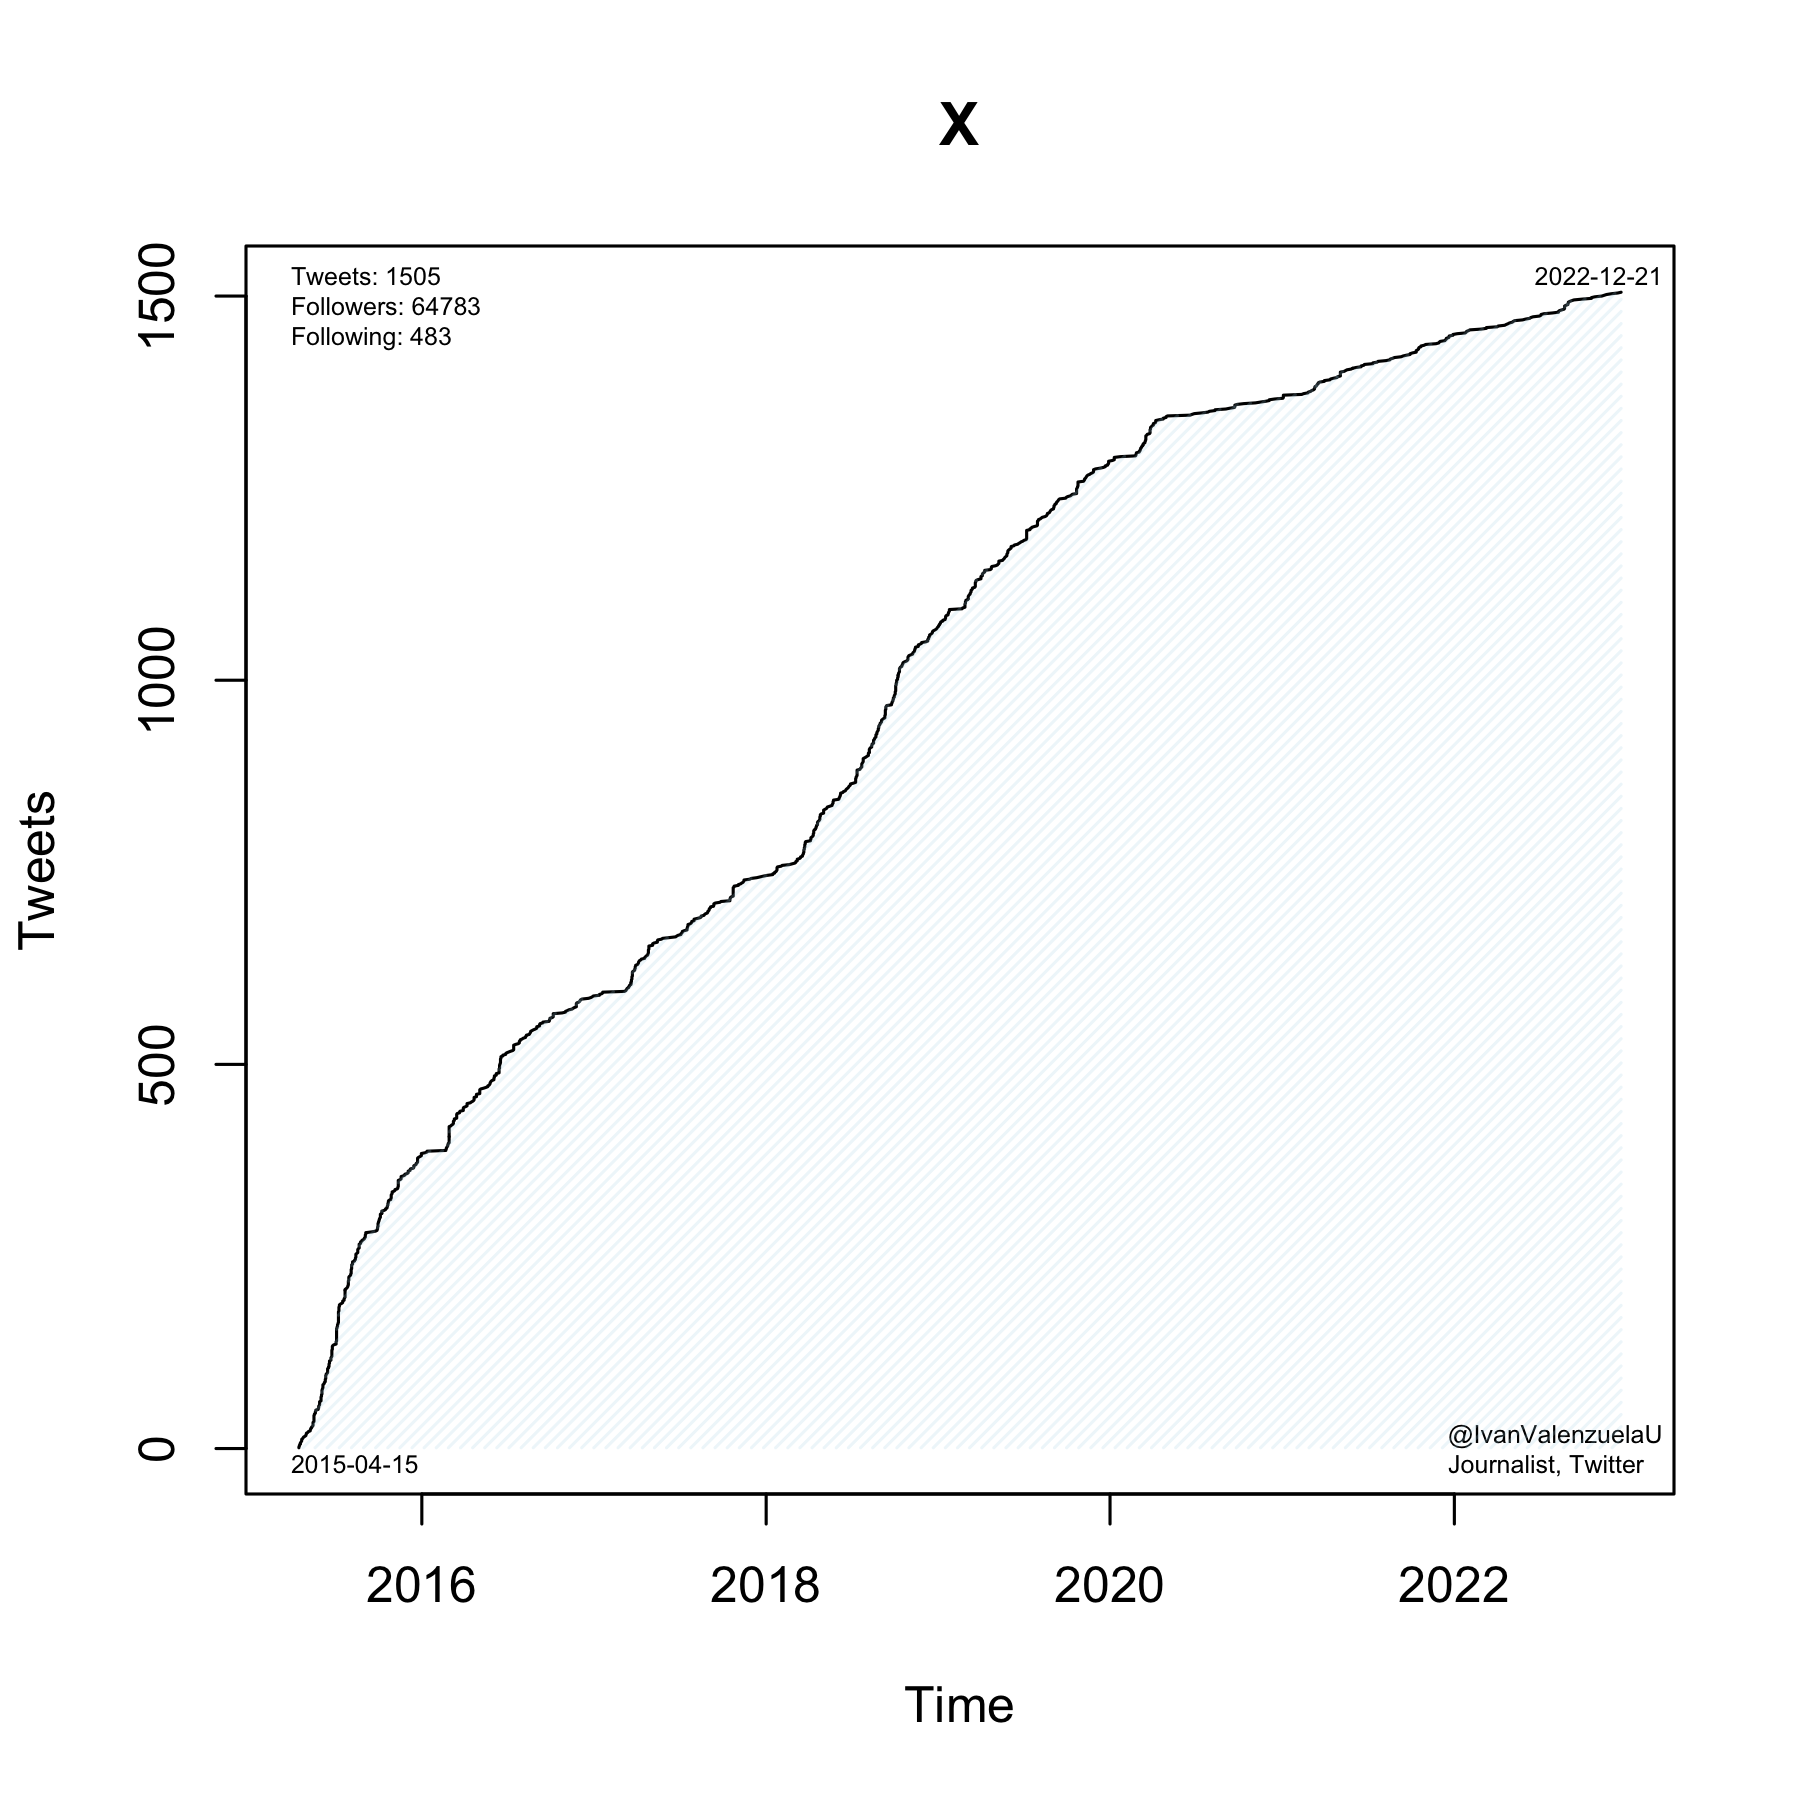 X
Tweets: 1505
Followers: 64783
Following: 483
2022-12-21
1500
1000
500
0
Tweets
@IvanValenzuelaU
Journalist, Twitter
2015-04-15
2016
2018
2020
2022
Time